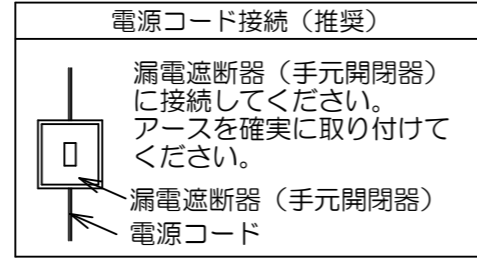 電源コード接続（推奨）
漏電遮断器（手元開閉器）
に接続してください。
アースを確実に取り付けて
ください。
漏電遮断器（手元開閉器）
電源コード